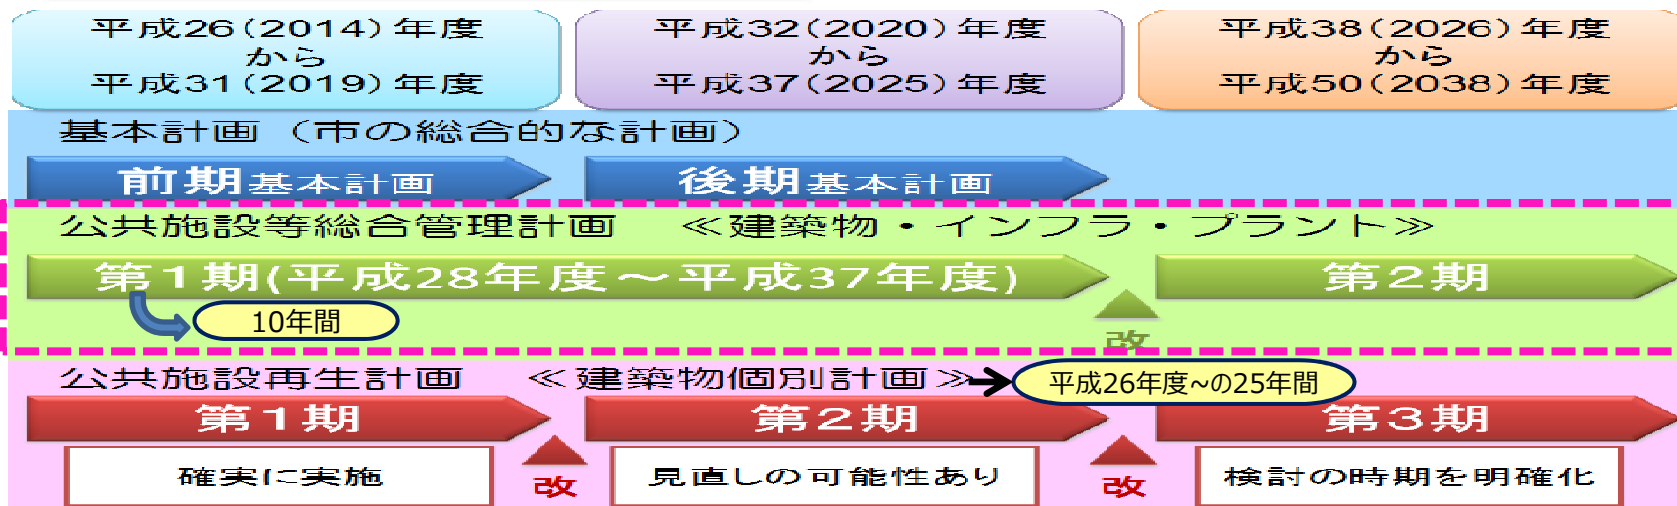 平成26(2014)年度
から
平成31(2019)年度
平成32(2020)年度
から
平成37(2025)年度
平成38(2026)年度
から
平成50(2038)年度
基本計画（市の総合的な計画）
前期基本計画
後期基本計画
公共施設等総合管理計画　≪建築物・インフラ・プラント≫
第１期(平成28年度～平成37年度)
第２期
10年間
改
公共施設再生計画　≪建築物個別計画≫
平成26年度~の25年間
第１期
第２期
第３期
確実に実施
改
見直しの可能性あり
改
検討の時期を明確化